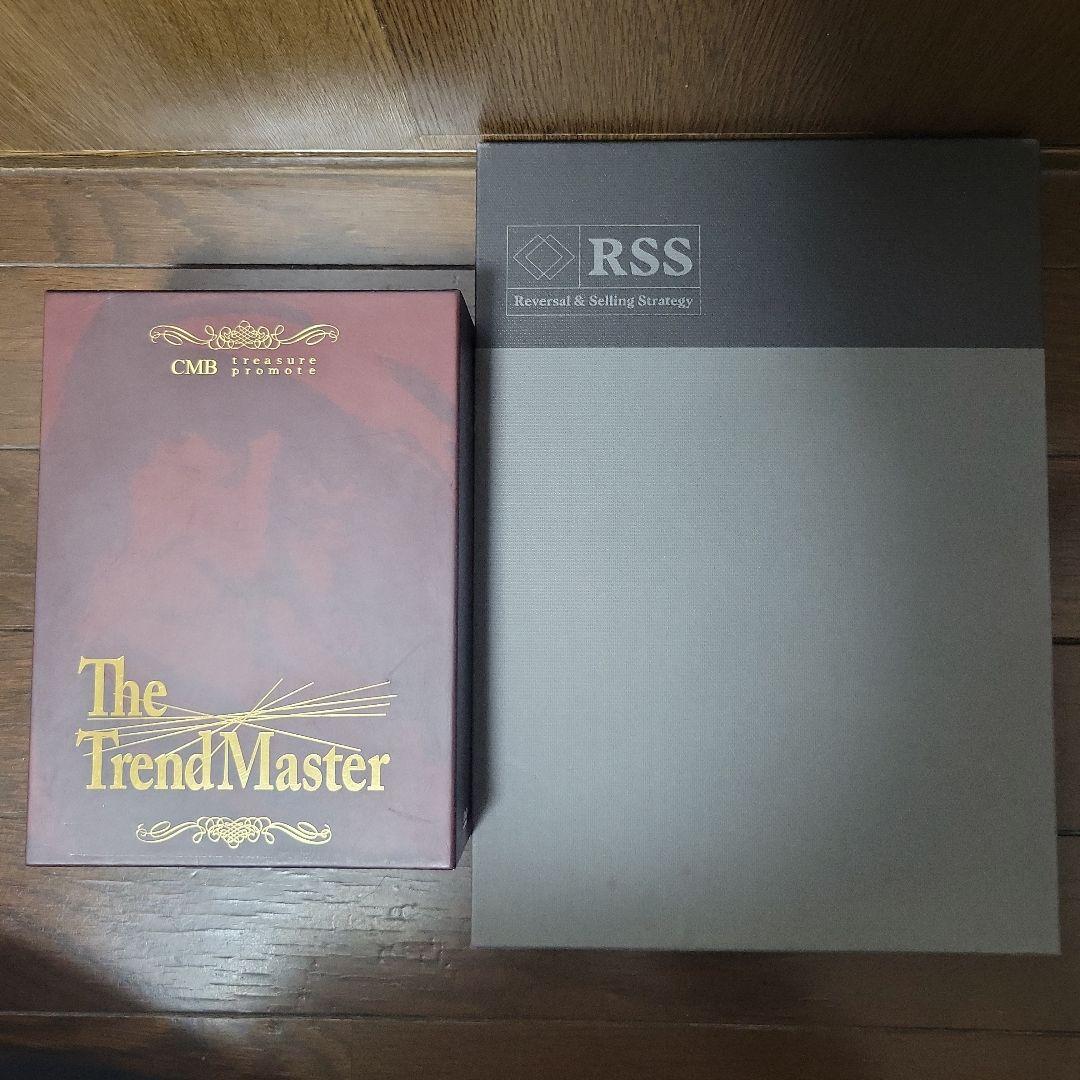 CMB treasure
promote
The
TrendMaster
RSS
Reversal & Selling Strategy